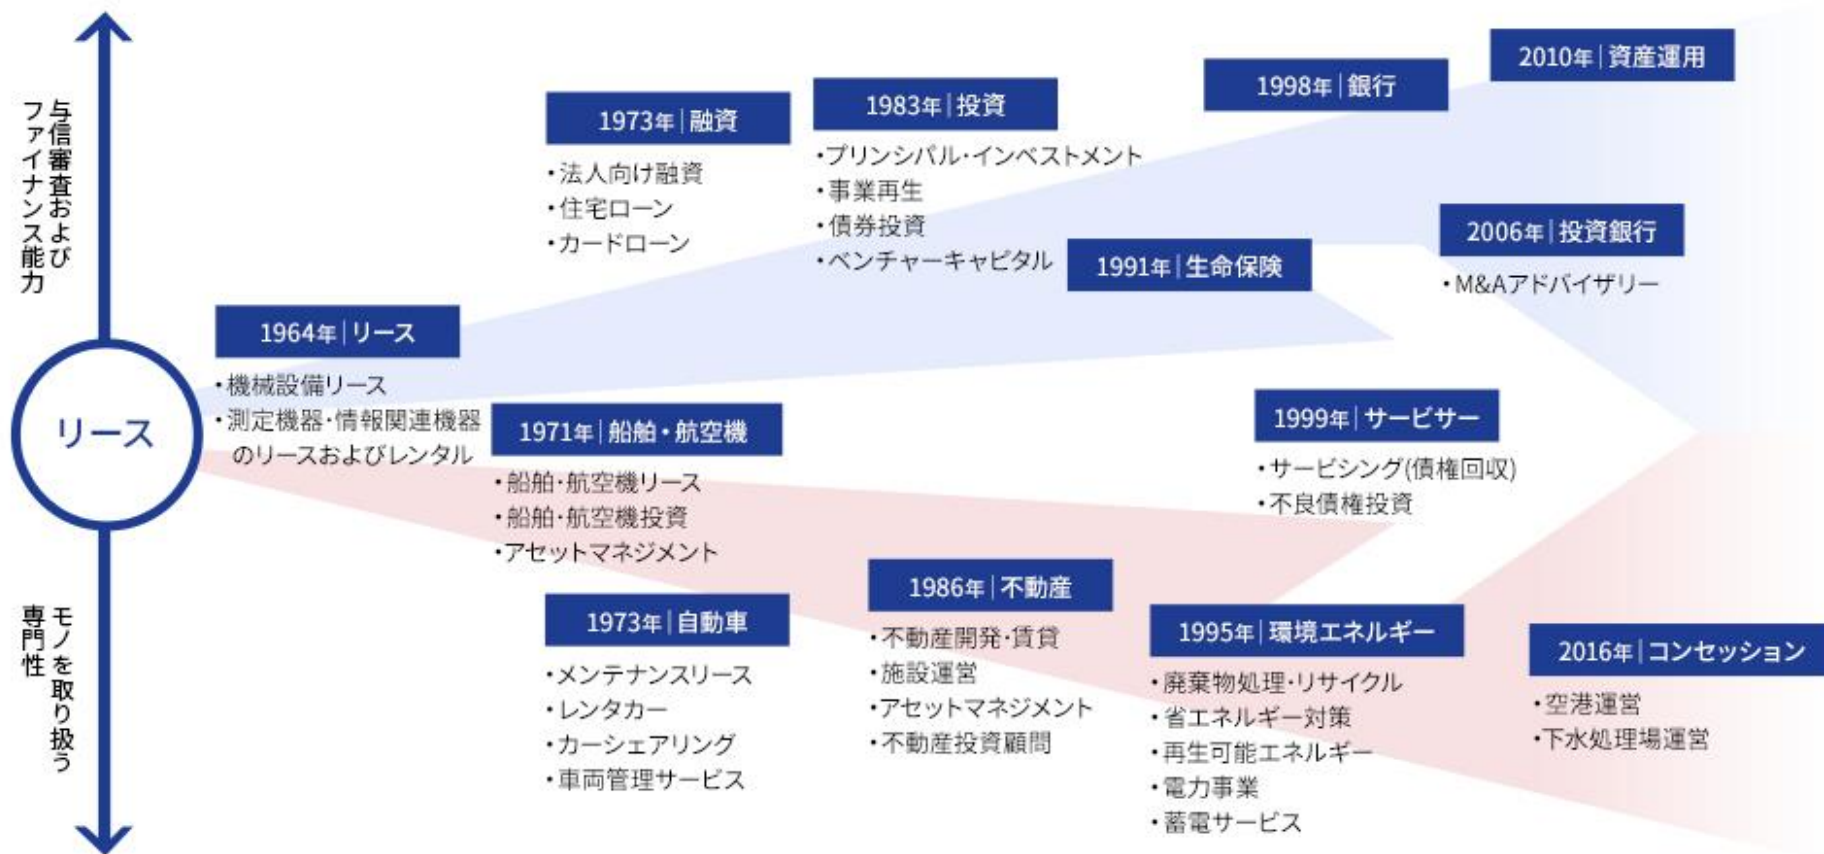 与信審査および
ファイナンス能力
リース
モノを取り扱う
専門性
1964年|リース
・機械設備リース
・測定機器・情報関連機器
のリースおよびレンタル
1971年|船舶・航空機
・船舶・航空機リース
・船舶・航空機投資
・アセットマネジメント
1973年|融資
・法人向け融資
・住宅ローン
・カードローン
1973年|自動車
・メンテナンスリース
・レンタカー
・カーシェアリング
・車両管理サービス
1983年|投資
・プリンシパル・インベストメント
・事業再生
・債券投資
・ベンチャーキャピタル
1986年|不動産
・不動産開発・賃貸
・施設運営
・アセットマネジメント
・不動産投資顧問
1991年|生命保険
1995年|環境エネルギー
・廃棄物処理・リサイクル
・省エネルギー対策
・再生可能エネルギー
・電力事業
・蓄電サービス
1998年|銀行
1999年|サービサー
・サービシング(債権回収)
・不良債権投資
2006年|投資銀行
・M&Aアドバイザリー
2010年|資産運用
2016年|コンセッション
・空港運営
・下水処理場運営